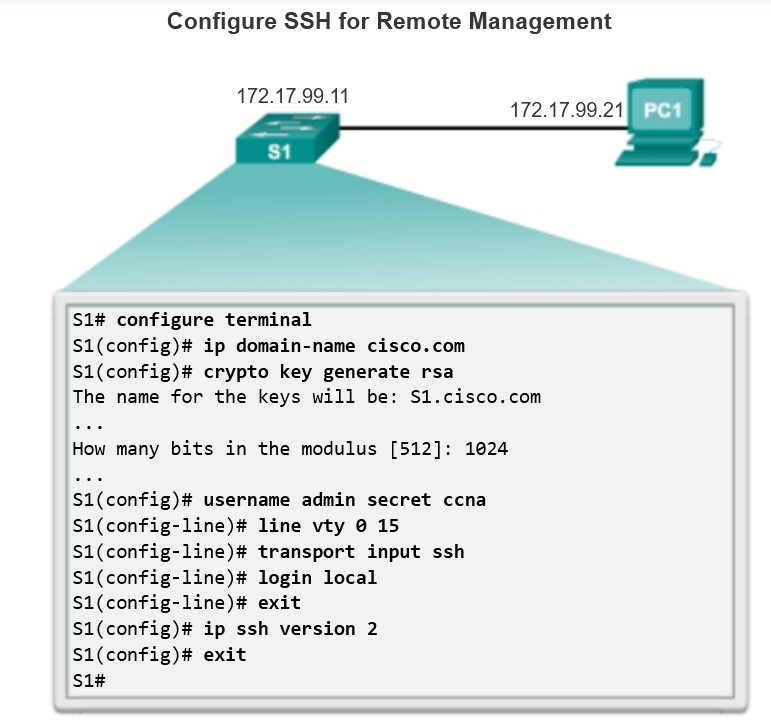 Configure SSH for Remote Management
172.17.99.11
172.17.99.21
PC1
S1
S1# configure terminal
S1(config)# ip domain-name cisco.com
S1(config)# crypto key generate rsa
The name for the keys will be: S1.cisco.com
...
How many bits in the modulus [512]: 1024
...
S1(config)# username admin secret ccna
S1(config-line)# line vty 0 15
S1(config-line)# transport input ssh
S1(config-line)# login local
S1(config-line)# exit
S1(config)# ip ssh version 2
S1(config)# exit
S1#